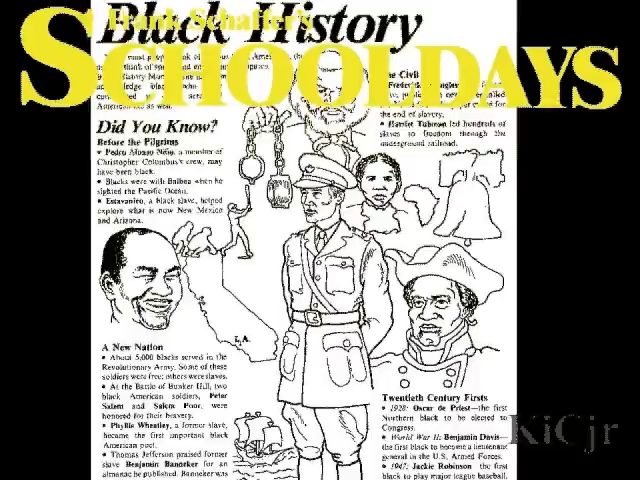 Frank Schaffer's
SCHOOLDAYS
Black History
the Civil
the end of slavery.
• Harriet Tubman led hundreds of
slaves to freedom through the
underground railroad.
Did You Know?
Before the Pilgrims
• Pedro Alonso Niño, a member of
Christopher Columbus's crew, may
have been black.
• Blacks were with Balboa when he
sighted the Pacific Ocean.
• Estavanico, a black slave, helped
explore what is now New Mexico
and Arizona.
L.A.
A New Nation
• About 5,000 blacks served in the
Revolutionary Army. Some of these
soldiers were free; others were slaves.
• At the Battle of Bunker Hill, two
black American soldiers, Peter
Salem and Salem Poor, were
honored for their bravery.
• Phyllis Wheatley, a former slave,
became the first important black
American poet.
• Thomas Jefferson praised former
slave Benjamin Banneker for an
almanac he published. Banneker was
Twentieth Century Firsts
• 1928: Oscar de Priest—the first
Northern black to be elected to
Congress.
• World War II: Benjamin Davis—
the first black to become a lieutenant
general in the U.S. Armed Forces.
• 1947: Jackie Robinson the first
black to play major league baseball.
KiCjr